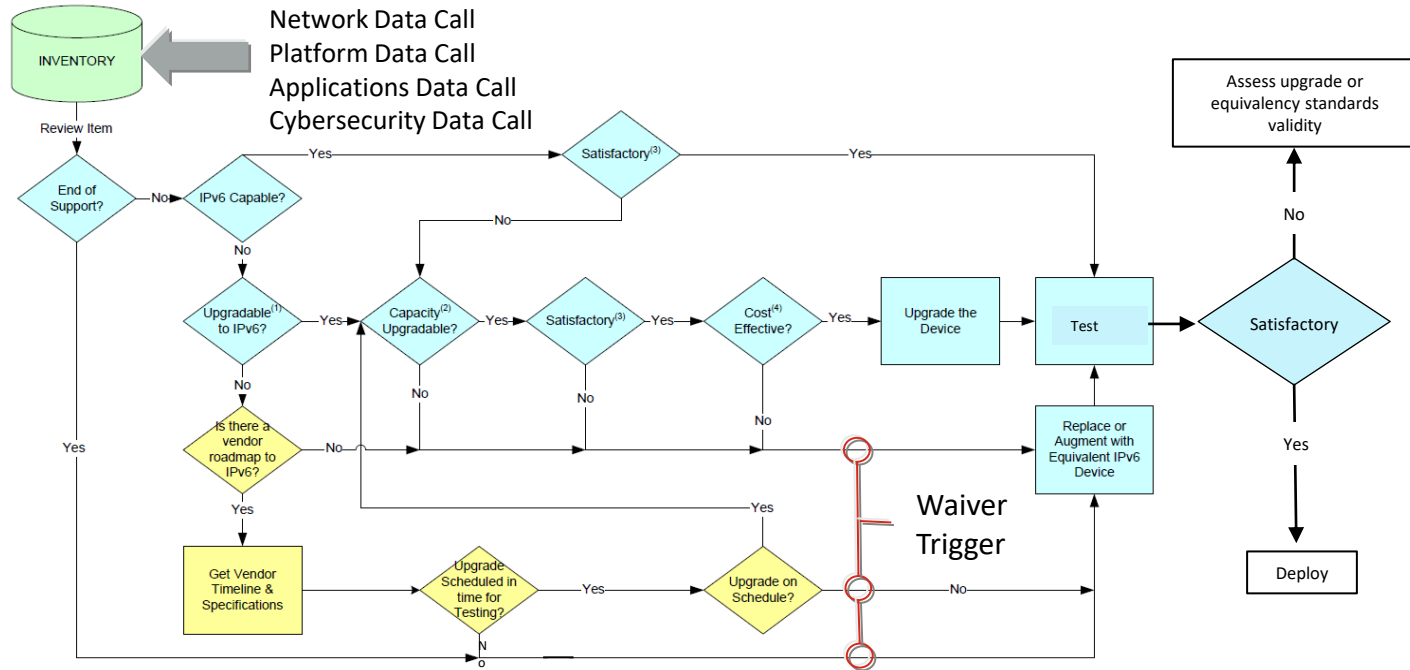 Network Data Call
Platform Data Call
Applications Data Call
Cybersecurity Data Call
INVENTORY
Review Item
End of
Support?
No
IPv6 Capable?
Yes
Satisfactory(3)
Yes
No
No
Upgradable(1)
to IPv6?
Yes
Capacity(2)
Upgradable?
Yes
Satisfactory(3)
Yes
Cost(4)
Effective?
Yes
Upgrade the
Device
Test
Satisfactory
No
Assess upgrade or
equivalency standards
validity
Yes
Deploy
No
No
No
No
Yes
Is there a
vendor
roadmap to
IPv6?
No
Replace or
Augment with
Equivalent IPv6
Device
Yes
Yes
Waiver
Trigger
Get Vendor
Timeline &
Specifications
Upgrade
Scheduled in
time for
Testing?
Yes
Upgrade on
Schedule?
No
No